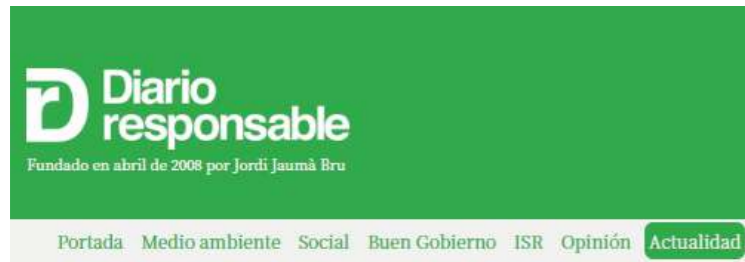 Diario
responsable
Fundado en abril de 2008 por Jordi Jaumà Bru
Portada Medio ambiente Social Buen Gobierno ISR Opinión Actualidad